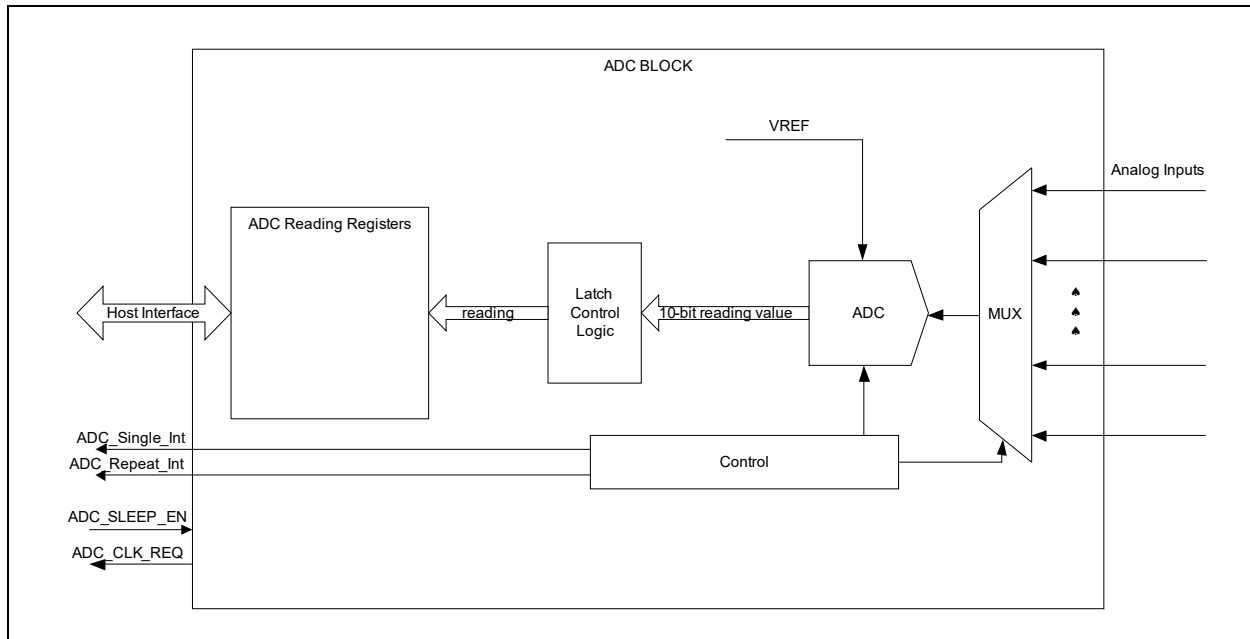 ADC BLOCK
VREF
Analog Inputs
ADC Reading Registers
Host Interface
reading
Latch
Control
Logic
10-bit reading value
ADC
MUX
ADC_Single_Int
ADC_Repeat_Int
Control
ADC_SLEEP_EN
ADC_CLK_REQ